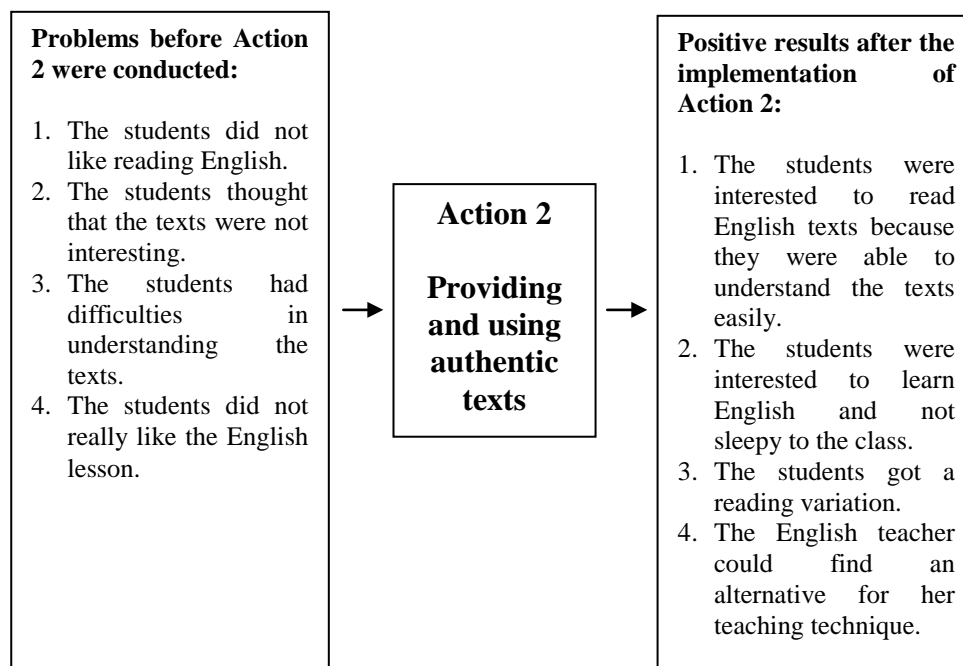 Problems before Action
2 were conducted:
1. The students did not
like reading English.
2. The students thought
that the texts were not
interesting.
3. The students had
difficulties in
understanding the
texts.
4. The students did not
really like the English
lesson.
Action 2
Providing
and using
authentic
texts
Positive results after the
implementation of
Action 2:
1. The students were
interested to read
English texts because
they were able to
understand the texts
easily.
2. The students were
interested to learn
English and not
sleepy to the class.
3. The students got a
reading variation.
4. The English teacher
could find an
alternative for her
teaching technique.